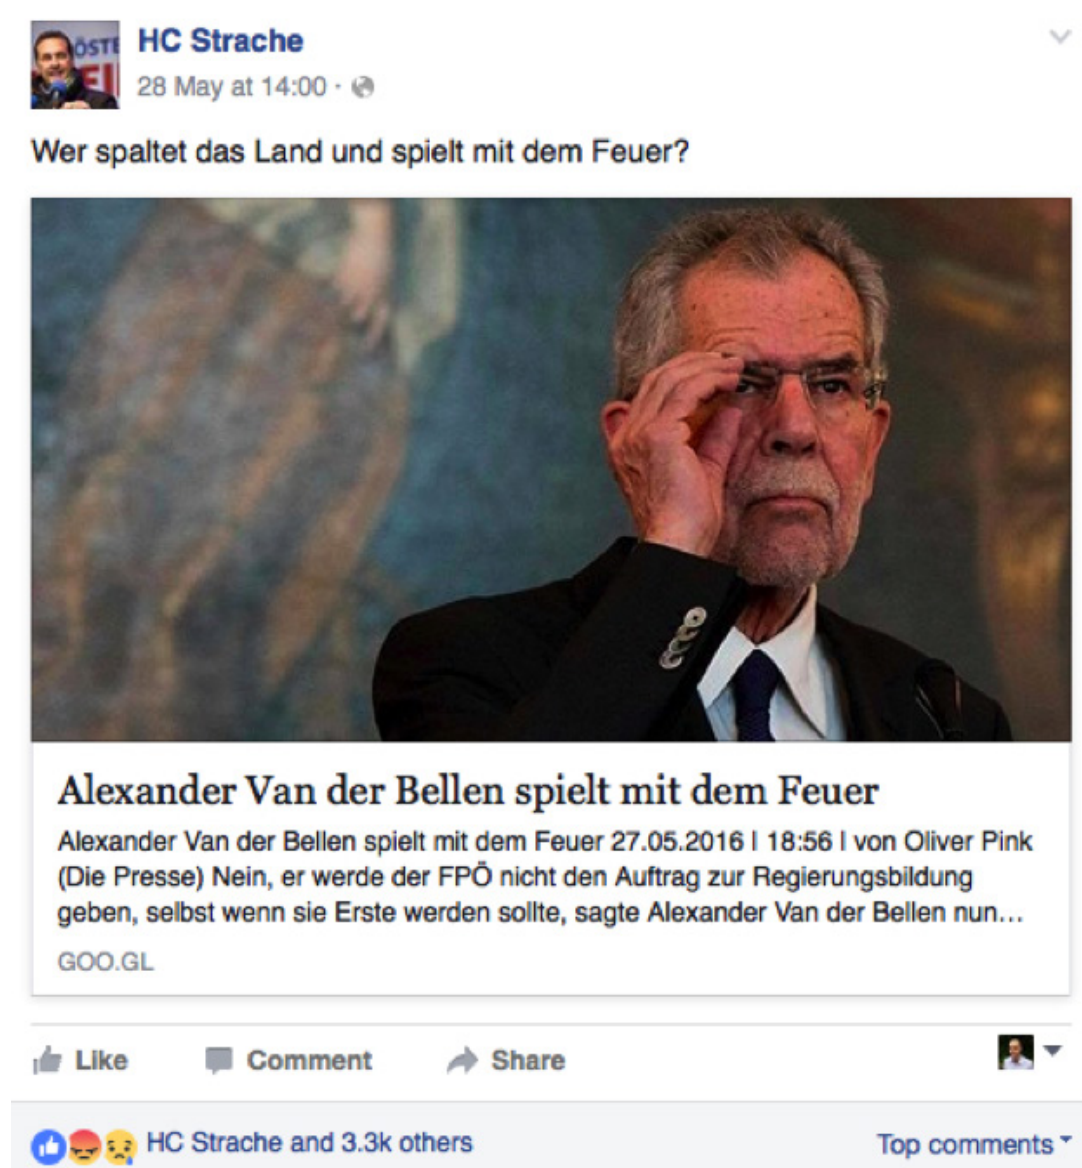 ÖSTE
EI
HC Strache
28 May at 14:00 ·
Wer spaltet das Land und spielt mit dem Feuer?
Alexander Van der Bellen spielt mit dem Feuer
Alexander Van der Bellen spielt mit dem Feuer 27.05.2016 | 18:56 | von Oliver Pink
(Die Presse) Nein, er werde der FPÖ nicht den Auftrag zur Regierungsbildung
geben, selbst wenn sie Erste werden sollte, sagte Alexander Van der Bellen nun...
GOO.GL
Like Comment Share
HC Strache and 3.3k others Top comments